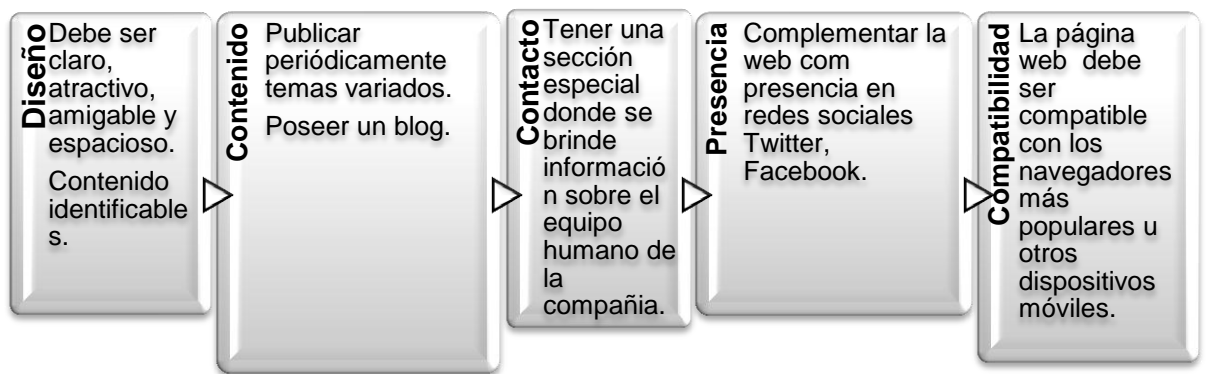 Diseño
Debe ser
claro,
atractivo,
amigable y
espacioso.
Contenido
identificable
s.
Contenido
Publicar
periódicamente
temas variados.
Poseer un blog.
Contacto
Tener una
sección
especial
donde se
brinde
informació
n sobre el
equipo
humano de
la
compañia.
Presencia
Complementar la
web com
presencia en
redes sociales
Twitter,
Facebook.
Compatibilidad
La página
web debe
ser
compatible
con los
navegadores
más
populares u
otros
dispositivos
móviles.